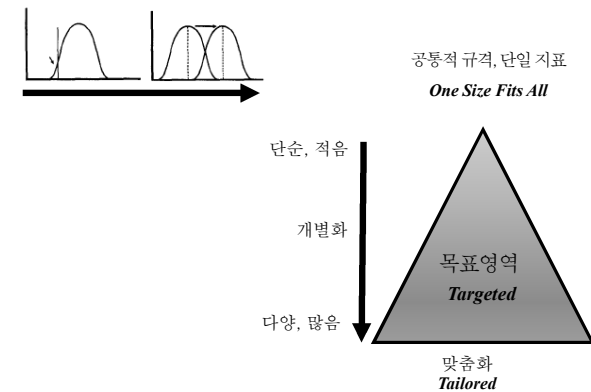 공통적 규격, 단일 지표
One Size Fits All
단순, 적음
개별화
목표영역
Targeted
다양, 많음
맞춤화
Tailored